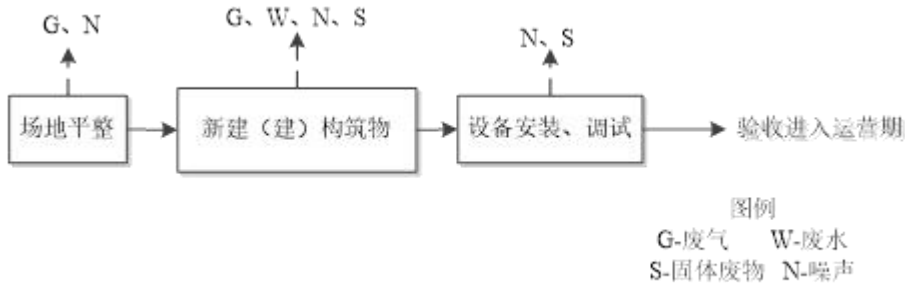 G、N
G、W、N、S
N、S
场地平整
新建（建）构筑物
设备安装、调试
验收进入运营期
图例
G-废气 W-废水
S-固体废物 N-噪声